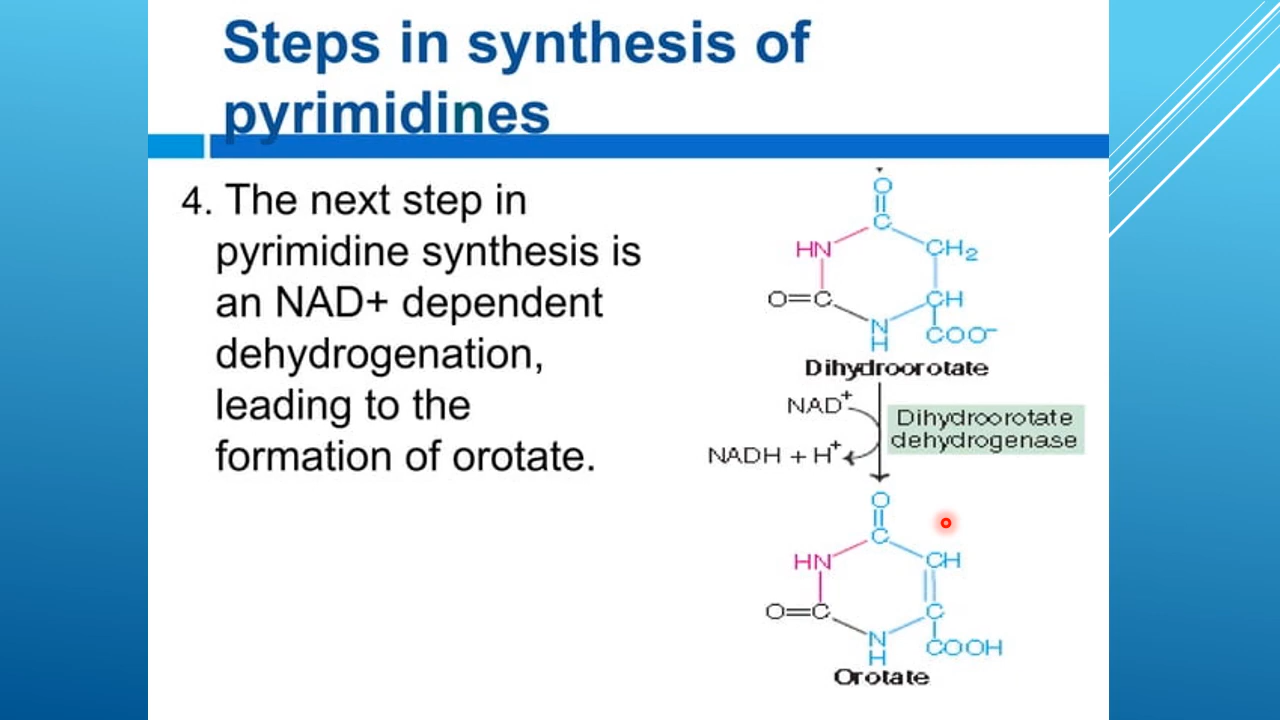 Steps in synthesis of
pyrimidines
4. The next step in
pyrimidine synthesis is
an NAD+ dependent
dehydrogenation,
leading to the
formation of orotate.
O
C
HN
CH2
O=C
CH
N
H
COO-
Dihydroorotate
NAD+
Dihydroorotate
dehydrogenase
NADH + H+
O
C
HN
CH
O=C
C
N
H
COOH
Orotate